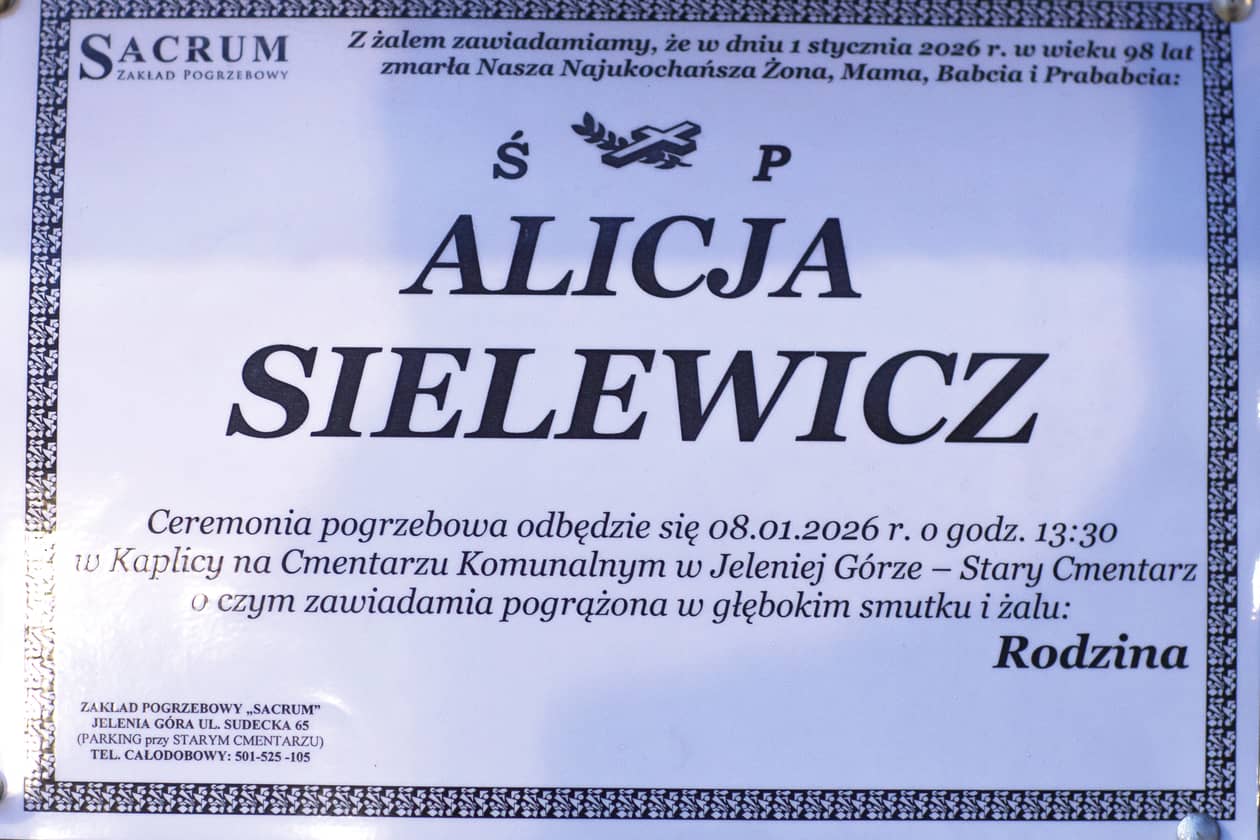 SACRUM
ZAKŁAD POGRZEBOWY
Z żalem zawiadamiamy, że w dniu 1 stycznia 2026 r. w wieku 98 lat
zmarła Nasza Najukochańsza Żona, Mama, Babcia i Prababcia:
Ś P
ALICJA
SIELEWICZ
Ceremonia pogrzebowa odbędzie się 08.01.2026 r. o godz. 13:30
w Kaplicy na Cmentarzu Komunalnym w Jeleniej Górze – Stary Cmentarz
o czym zawiadamia pogrążona w głębokim smutku i żalu:
Rodzina
ZAKŁAD POGRZEBOWY „SACRUM”
JELENIA GÓRA UL. SUDECKA 65
(PARKING przy STARYM CMENTARZU)
TEL. CAŁODOBOWY: 501-525 -105